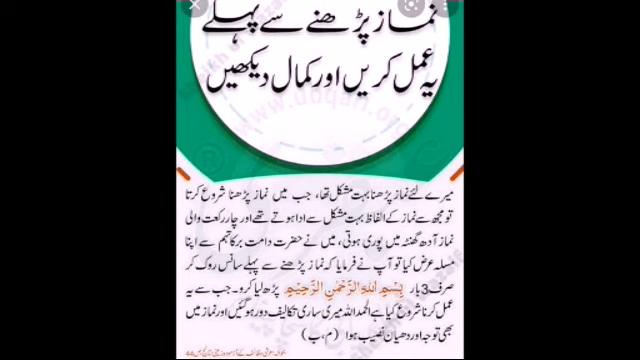 نماز پڑھنے سے پہلے
یہ عمل کریں اور کمال دیکھیں
میرے لئے نماز پڑھنا بہت مشکل تھا، جب میں نماز پڑھنا شروع کرتا
تو مجھ سے نماز کے الفاظ بہت مشکل سے ادا ہوتے تھے اور چار رکعت والی
نماز آدھ گھنٹہ میں پوری ہوتی، میں نے حضرت دامت برکاتہم سے اپنا
مسئلہ عرض کیا تو آپ نے فرمایا کہ نماز پڑھنے سے پہلے سانس روک کر
صرف 3 بار بِسْمِ اللهِ الرَّحْمٰنِ الرَّحِيْمِ پڑھ لیا کرو۔ جب سے یہ
عمل کرنا شروع کیا ہے الحمد اللہ میری ساری تکالیف دور ہوگئیں اور نماز میں
بھی توجہ اور دھیان نصیب ہوا (م، ب)